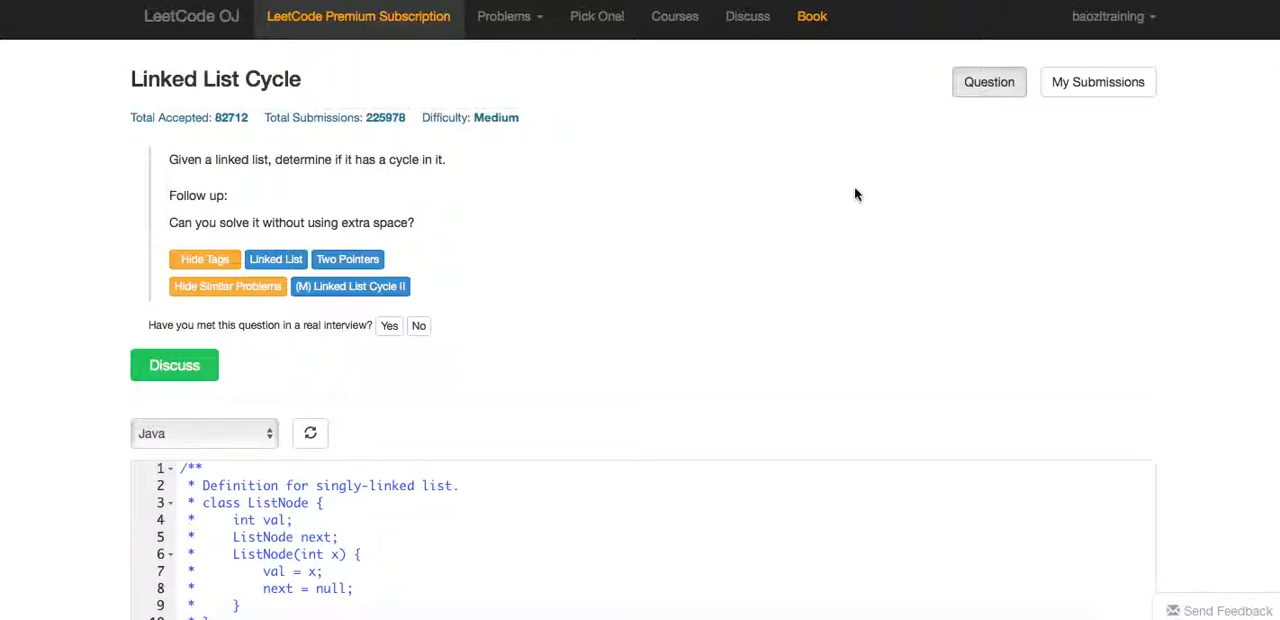 LeetCode OJ LeetCode Premium Subscription Problems Pick One! Courses Discuss Book baozltraining
Linked List Cycle
Question My Submissions
Total Accepted: 82712 Total Submissions: 225978 Difficulty: Medium
Given a linked list, determine if it has a cycle in it.
Follow up:
Can you solve it without using extra space?
Hide Tags Linked List Two Pointers
Hide Similar Problems (M) Linked List Cycle II
Have you met this question in a real interview? Yes No
Discuss
Java
1 /**
2 * Definition for singly-linked list.
3 * class ListNode {
4 * int val;
5 * ListNode next;
6 * ListNode(int x) {
7 * val = x;
8 * next = null;
9 * }
Send Feedback